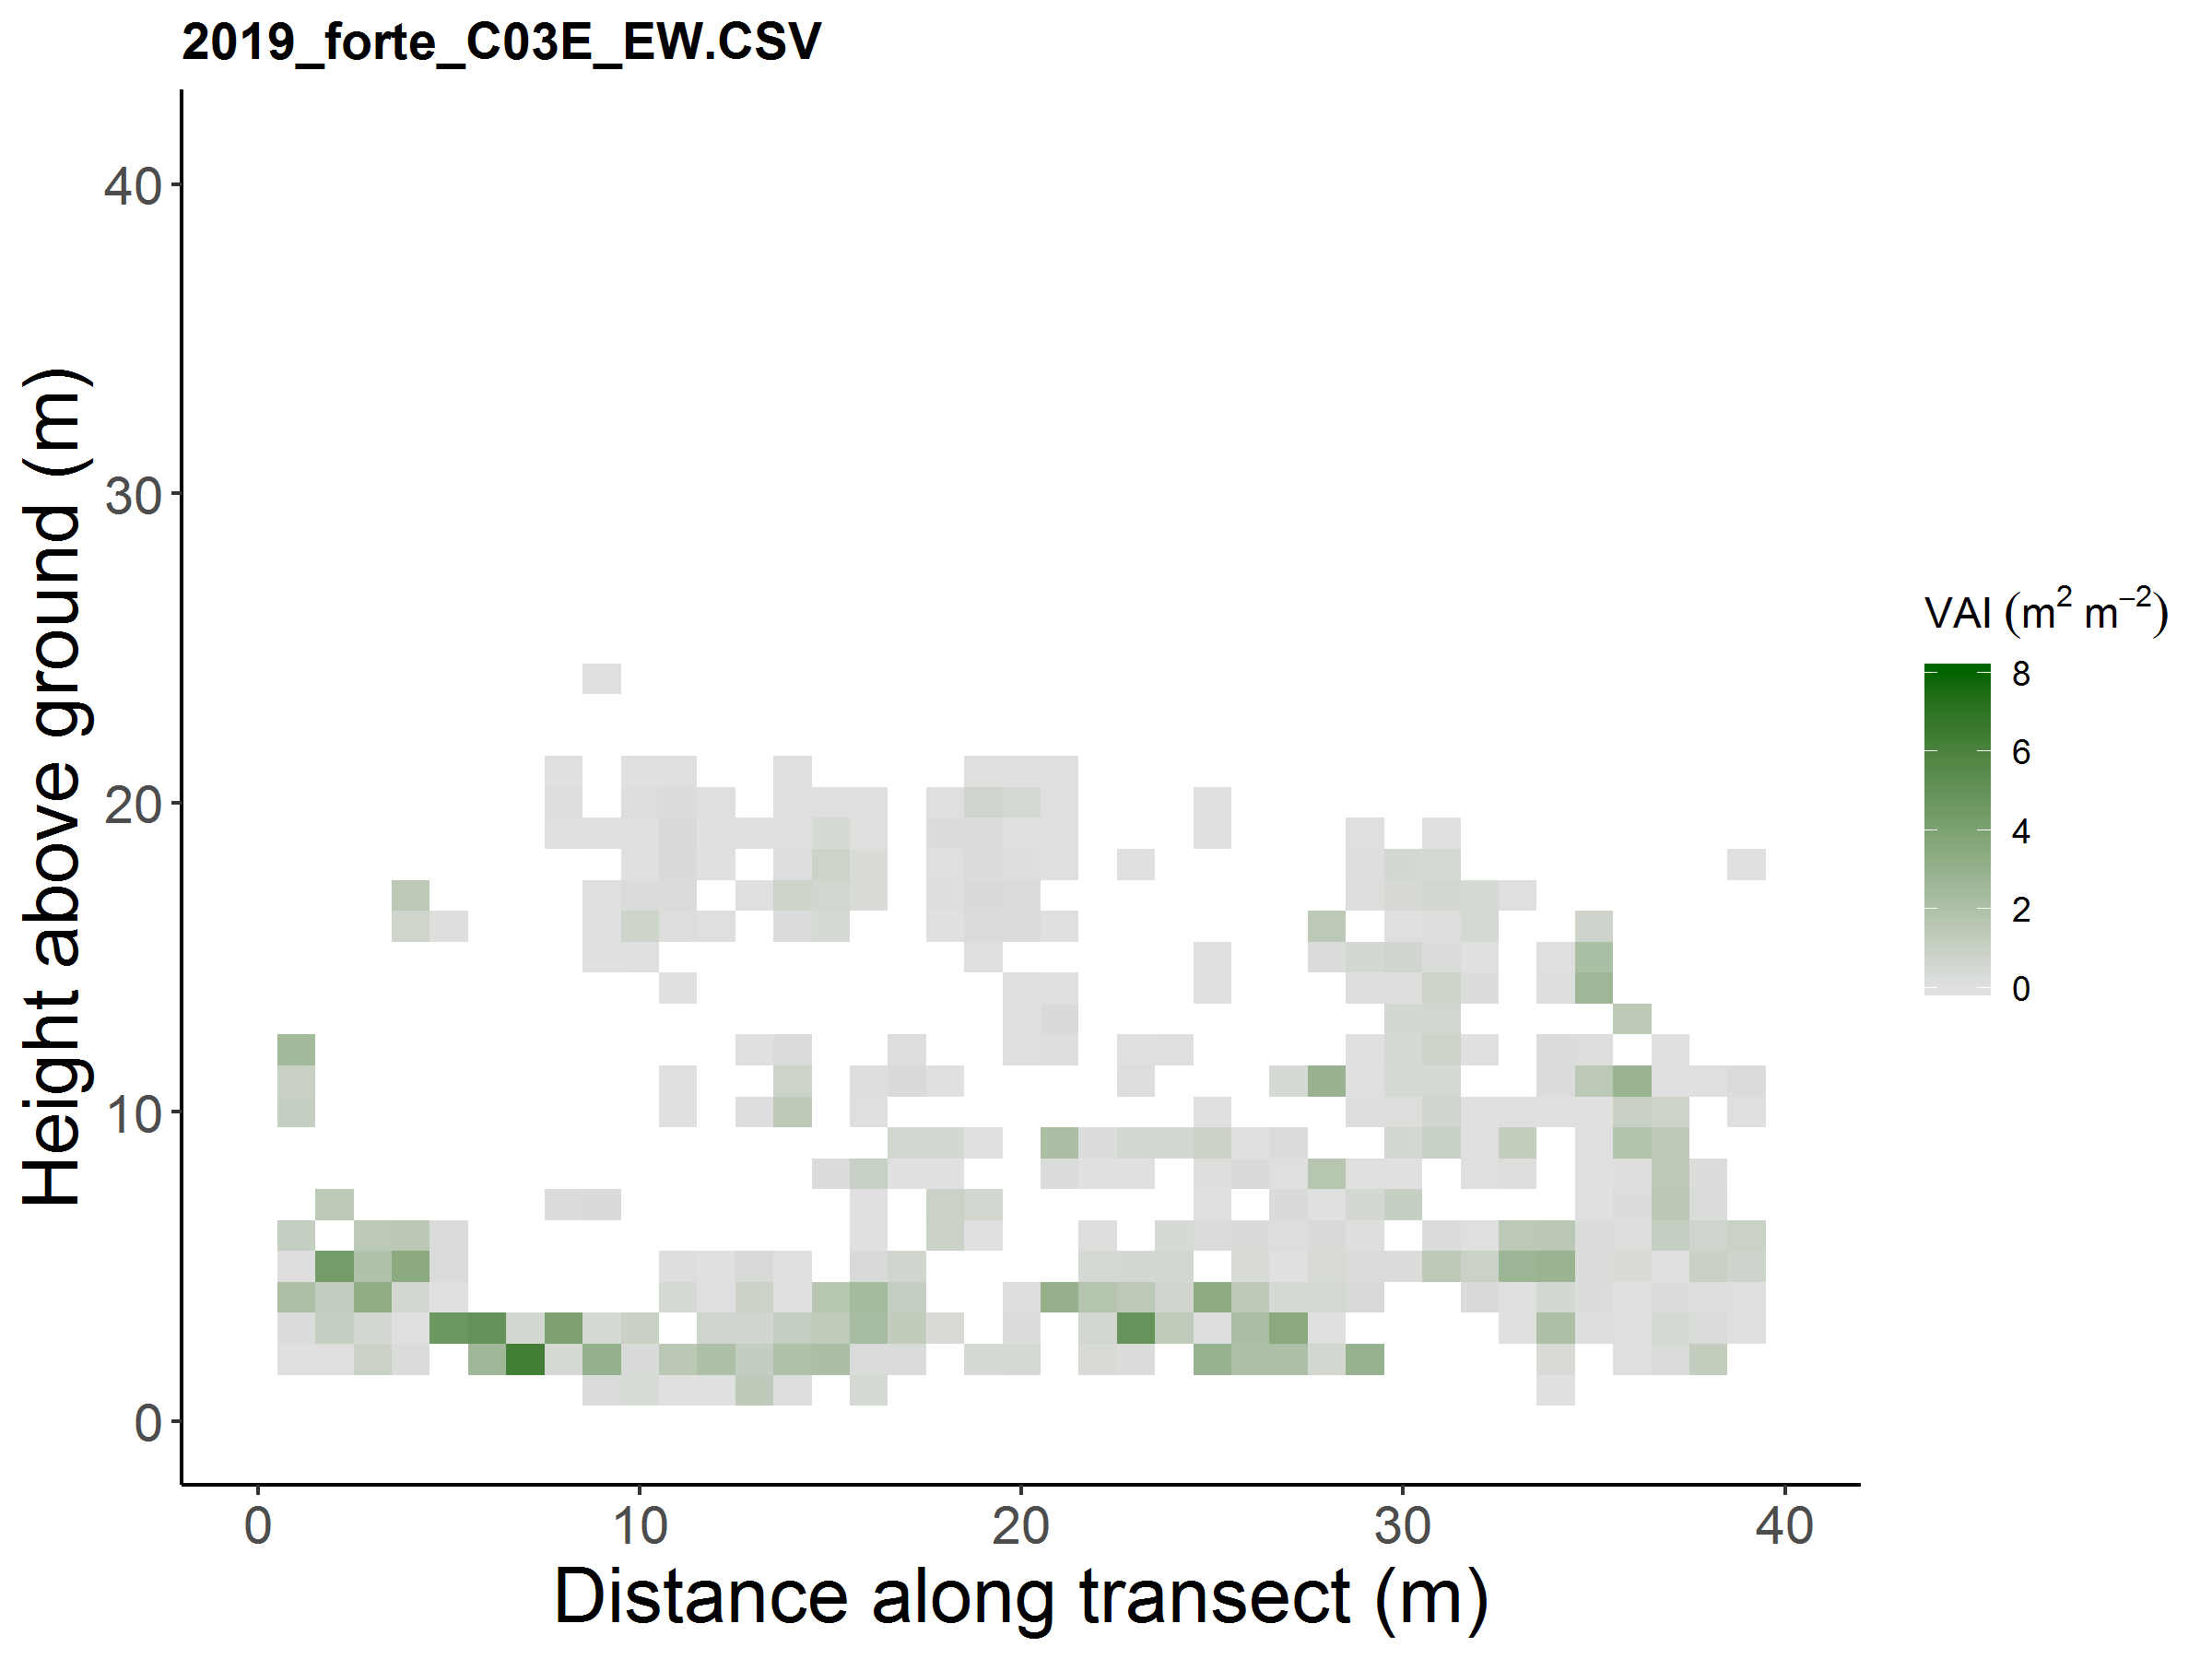 2019_forte_C03E_EW.CSV
Height above ground (m)
40
30
20
10
0
0 10 20 30 40
Distance along transect (m)
VAI (m² m⁻²)
8
6
4
2
0